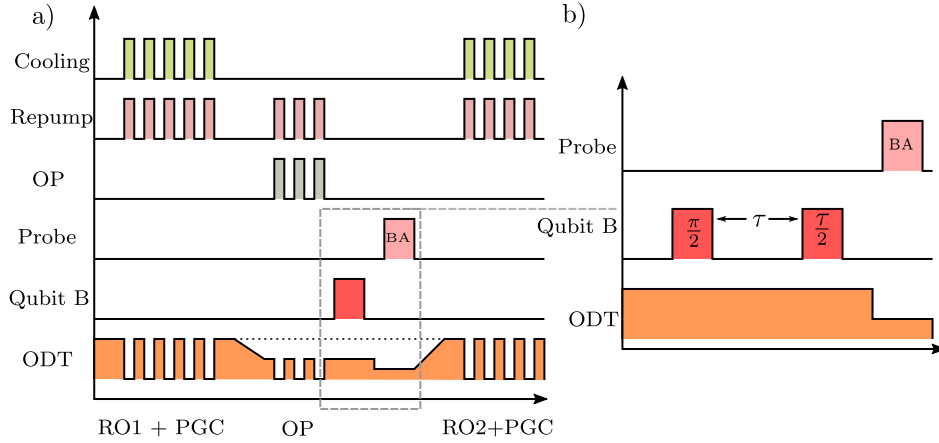 a)
Cooling
Repump
OP
Probe
BA
Qubit B
ODT
RO1 + PGC
OP
RO2+PGC
b)
Probe
BA
Qubit B
π/2
τ
τ/2
ODT